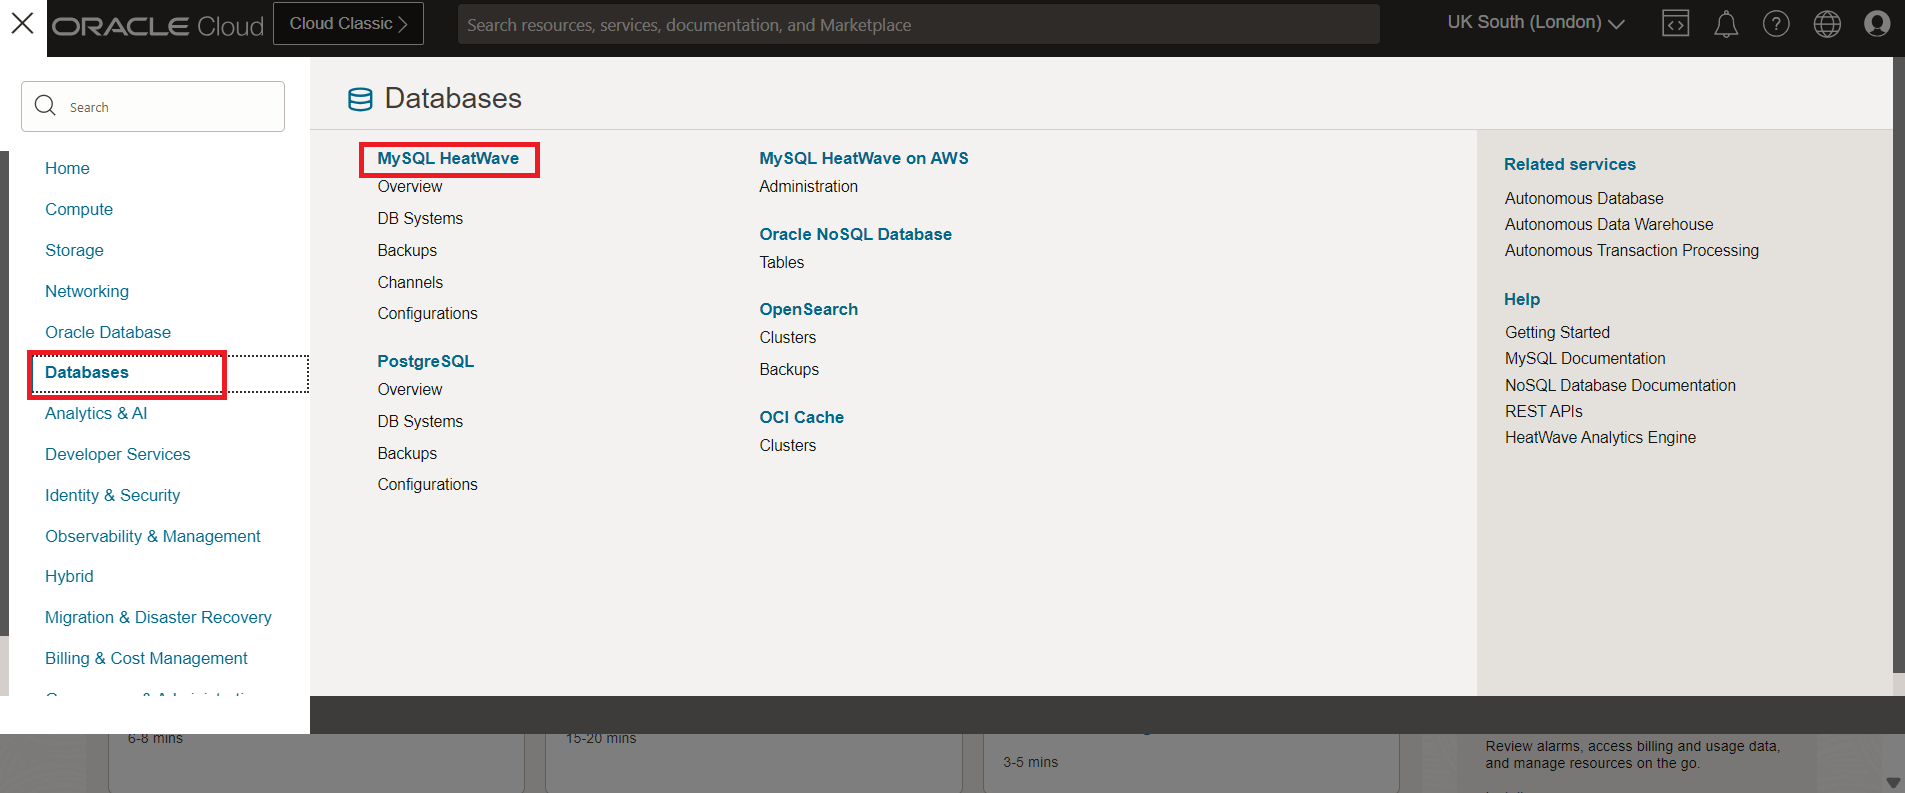 ORACLE Cloud
Cloud Classic
Search resources, services, documentation, and Marketplace
UK South (London)
Search
Home
Compute
Storage
Networking
Oracle Database
Databases
Analytics & AI
Developer Services
Identity & Security
Observability & Management
Hybrid
Migration & Disaster Recovery
Billing & Cost Management
Databases
MySQL HeatWave
Overview
DB Systems
Backups
Channels
Configurations
PostgreSQL
Overview
DB Systems
Backups
Configurations
MySQL HeatWave on AWS
Administration
Oracle NoSQL Database
Tables
OpenSearch
Clusters
Backups
OCI Cache
Clusters
Related services
Autonomous Database
Autonomous Data Warehouse
Autonomous Transaction Processing
Help
Getting Started
MySQL Documentation
NoSQL Database Documentation
REST APIs
HeatWave Analytics Engine
6-8 mins
15-20 mins
3-5 mins
Review alarms, access billing and usage data,
and manage resources on the go.